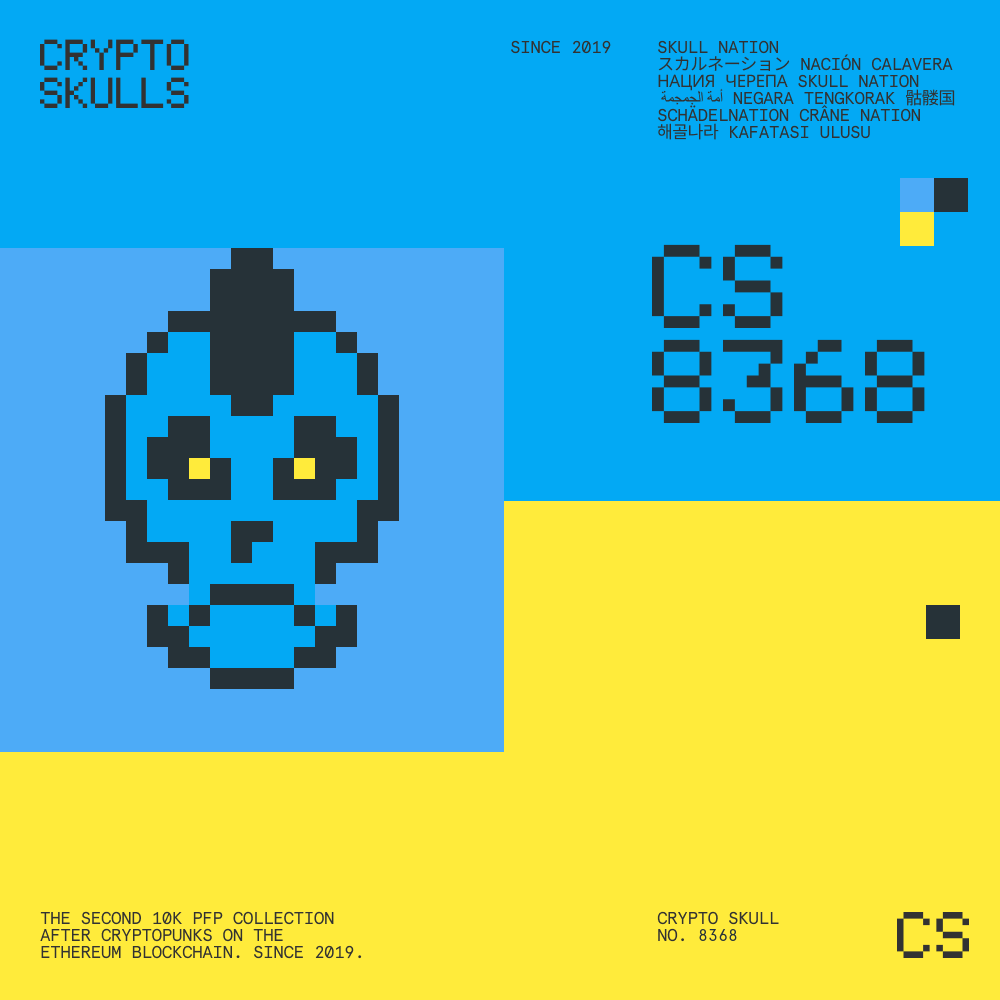 CRYPTO
SKULLS
SINCE 2019
SKULL NATION
スカルネーション NACIÓN CALAVERA
НАЦИЯ ЧЕРЕПА SKULL NATION
أمة الجمجمة NEGARA TENGKORAK 骷髅国
SCHÄDELNATION CRÂNE NATION
해골나라 KAFATASI ULUSU
CS
8368
THE SECOND 10K PFP COLLECTION
AFTER CRYPTOPUNKS ON THE
ETHEREUM BLOCKCHAIN. SINCE 2019.
CRYPTO SKULL
NO. 8368
CS